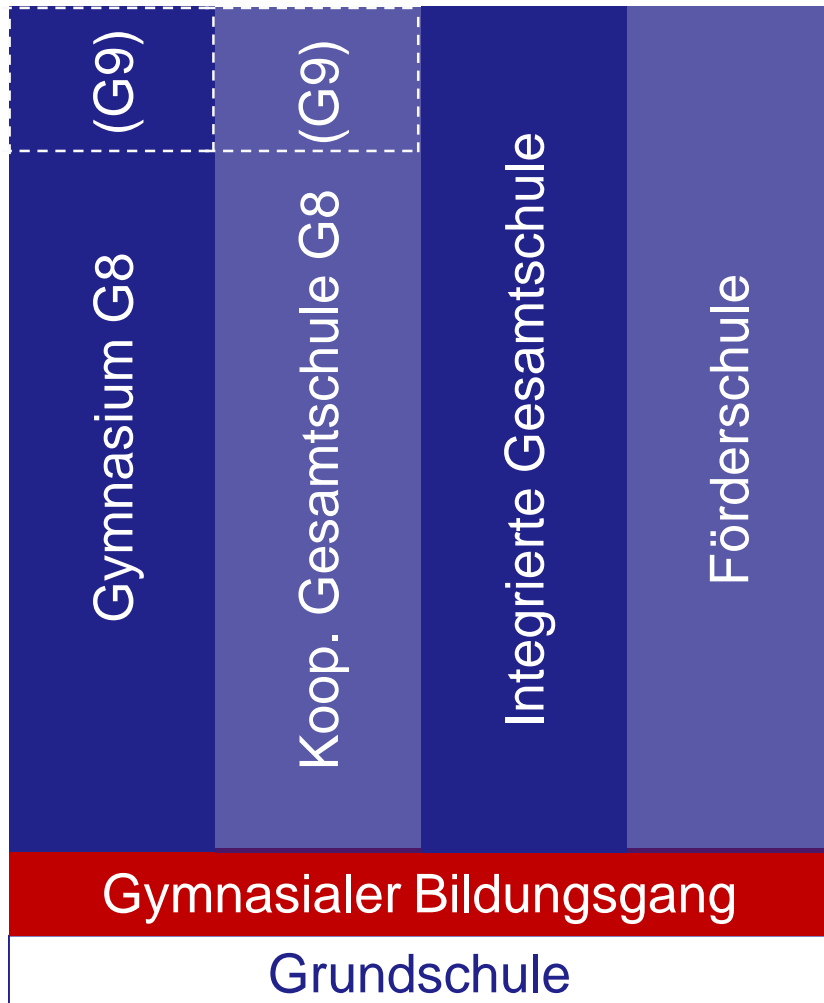 (G9)
Gymnasium G8
(G9)
Koop. Gesamtschule G8
Integrierte Gesamtschule
Förderschule
Gymnasialer Bildungsgang
Grundschule